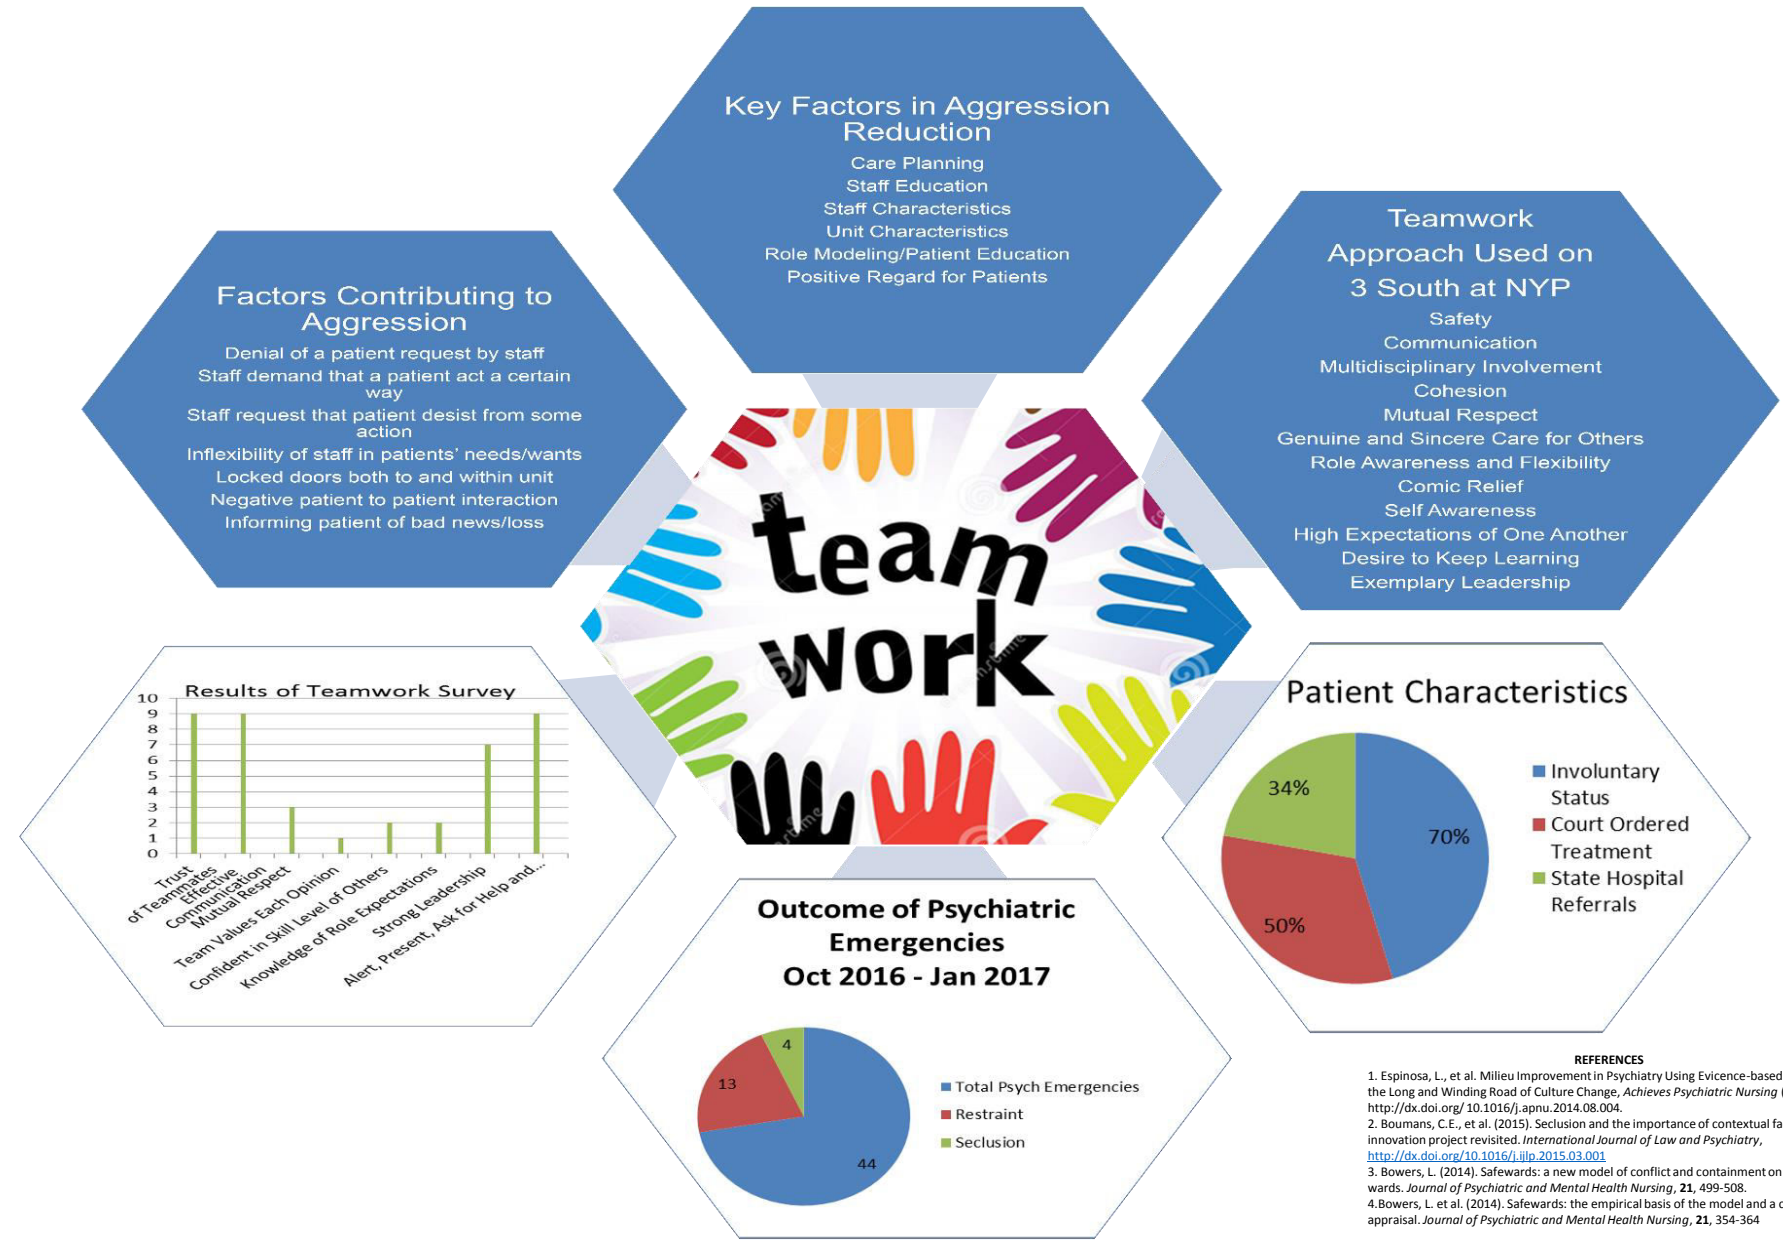 Key Factors in Aggression
Reduction
Care Planning
Staff Education
Staff Characteristics
Unit Characteristics
Role Modeling/Patient Education
Positive Regard for Patients
Factors Contributing to
Aggression
Denial of a patient request by staff
Staff demand that a patient act a certain
way
Staff request that patient desist from some
action
Inflexibility of staff in patients' needs/wants
Locked doors both to and within unit
Negative patient to patient interaction
Informing patient of bad news/loss
Teamwork
Approach Used on
3 South at NYP
Safety
Communication
Multidisciplinary Involvement
Cohesion
Mutual Respect
Genuine and Sincere Care for Others
Role Awareness and Flexibility
Comic Relief
Self Awareness
High Expectations of One Another
Desire to Keep Learning
Exemplary Leadership
team
work
Results of Teamwork Survey
10
9
8
7
6
5
4
3
2
1
0
Trust
of Teammates
Effective
Communication
Mutual Respect
Team Values Each Opinion
Confident in Skill Level of Others
Knowledge of Role Expectations
Strong Leadership
Alert, Present, Ask for Help and...
Patient Characteristics
34%
70%
50%
Involuntary
Status
Court Ordered
Treatment
State Hospital
Referrals
Outcome of Psychiatric
Emergencies
Oct 2016 - Jan 2017
4
13
44
Total Psych Emergencies
Restraint
Seclusion
REFERENCES
1. Espinosa, L., et al. Milieu Improvement in Psychiatry Using Evicence-based
the Long and Winding Road of Culture Change, Achieves Psychiatric Nursing (
http://dx.doi.org/ 10.1016/j.apnu.2014.08.004.
2. Boumans, C.E., et al. (2015). Seclusion and the importance of contextual fa
innovation project revisited. International Journal of Law and Psychiatry,
http://dx.doi.org/10.1016/j.ijlp.2015.03.001
3. Bowers, L. (2014). Safewards: a new model of conflict and containment on
wards. Journal of Psychiatric and Mental Health Nursing, 21, 499-508.
4.Bowers, L. et al. (2014). Safewards: the empirical basis of the model and a c
appraisal. Journal of Psychiatric and Mental Health Nursing, 21, 354-364